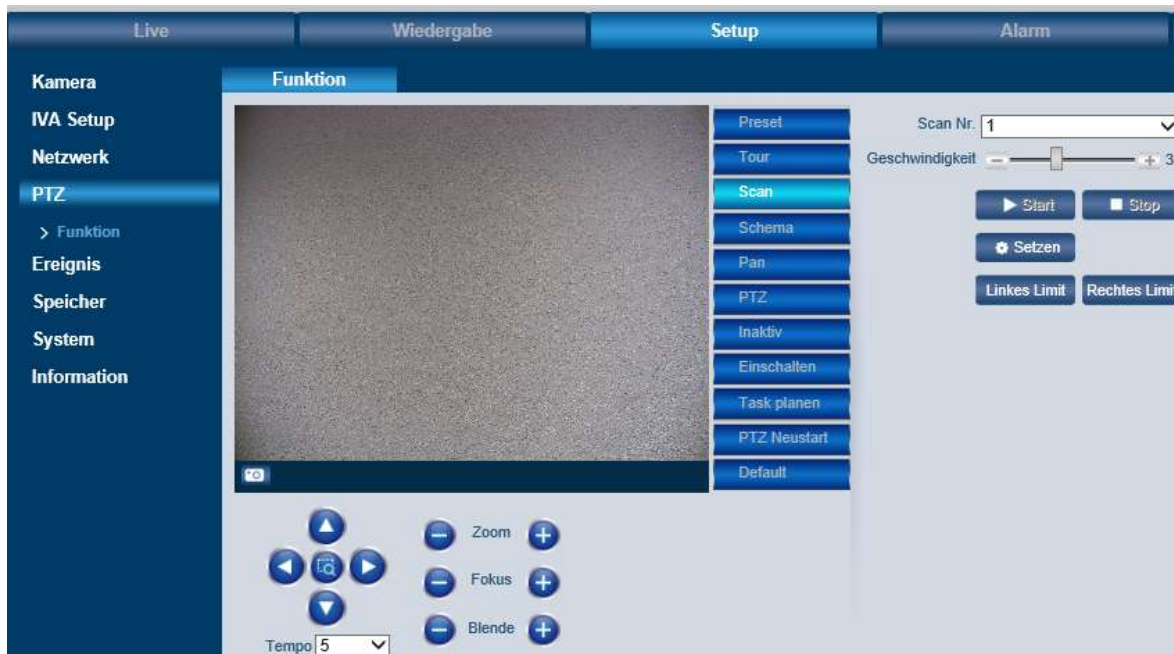 Live Wiedergabe Setup Alarm
Kamera
IVA Setup
Netzwerk
PTZ
> Funktion
Ereignis
Speicher
System
Information
Funktion
Preset
Tour
Scan
Schema
Pan
PTZ
Inaktiv
Einschalten
Task planen
PTZ Neustart
Default
Scan Nr. 1
Geschwindigkeit 3
Start Stop
Setzen
Linkes Limit Rechtes Limi
Zoom
Fokus
Blende
Tempo 5